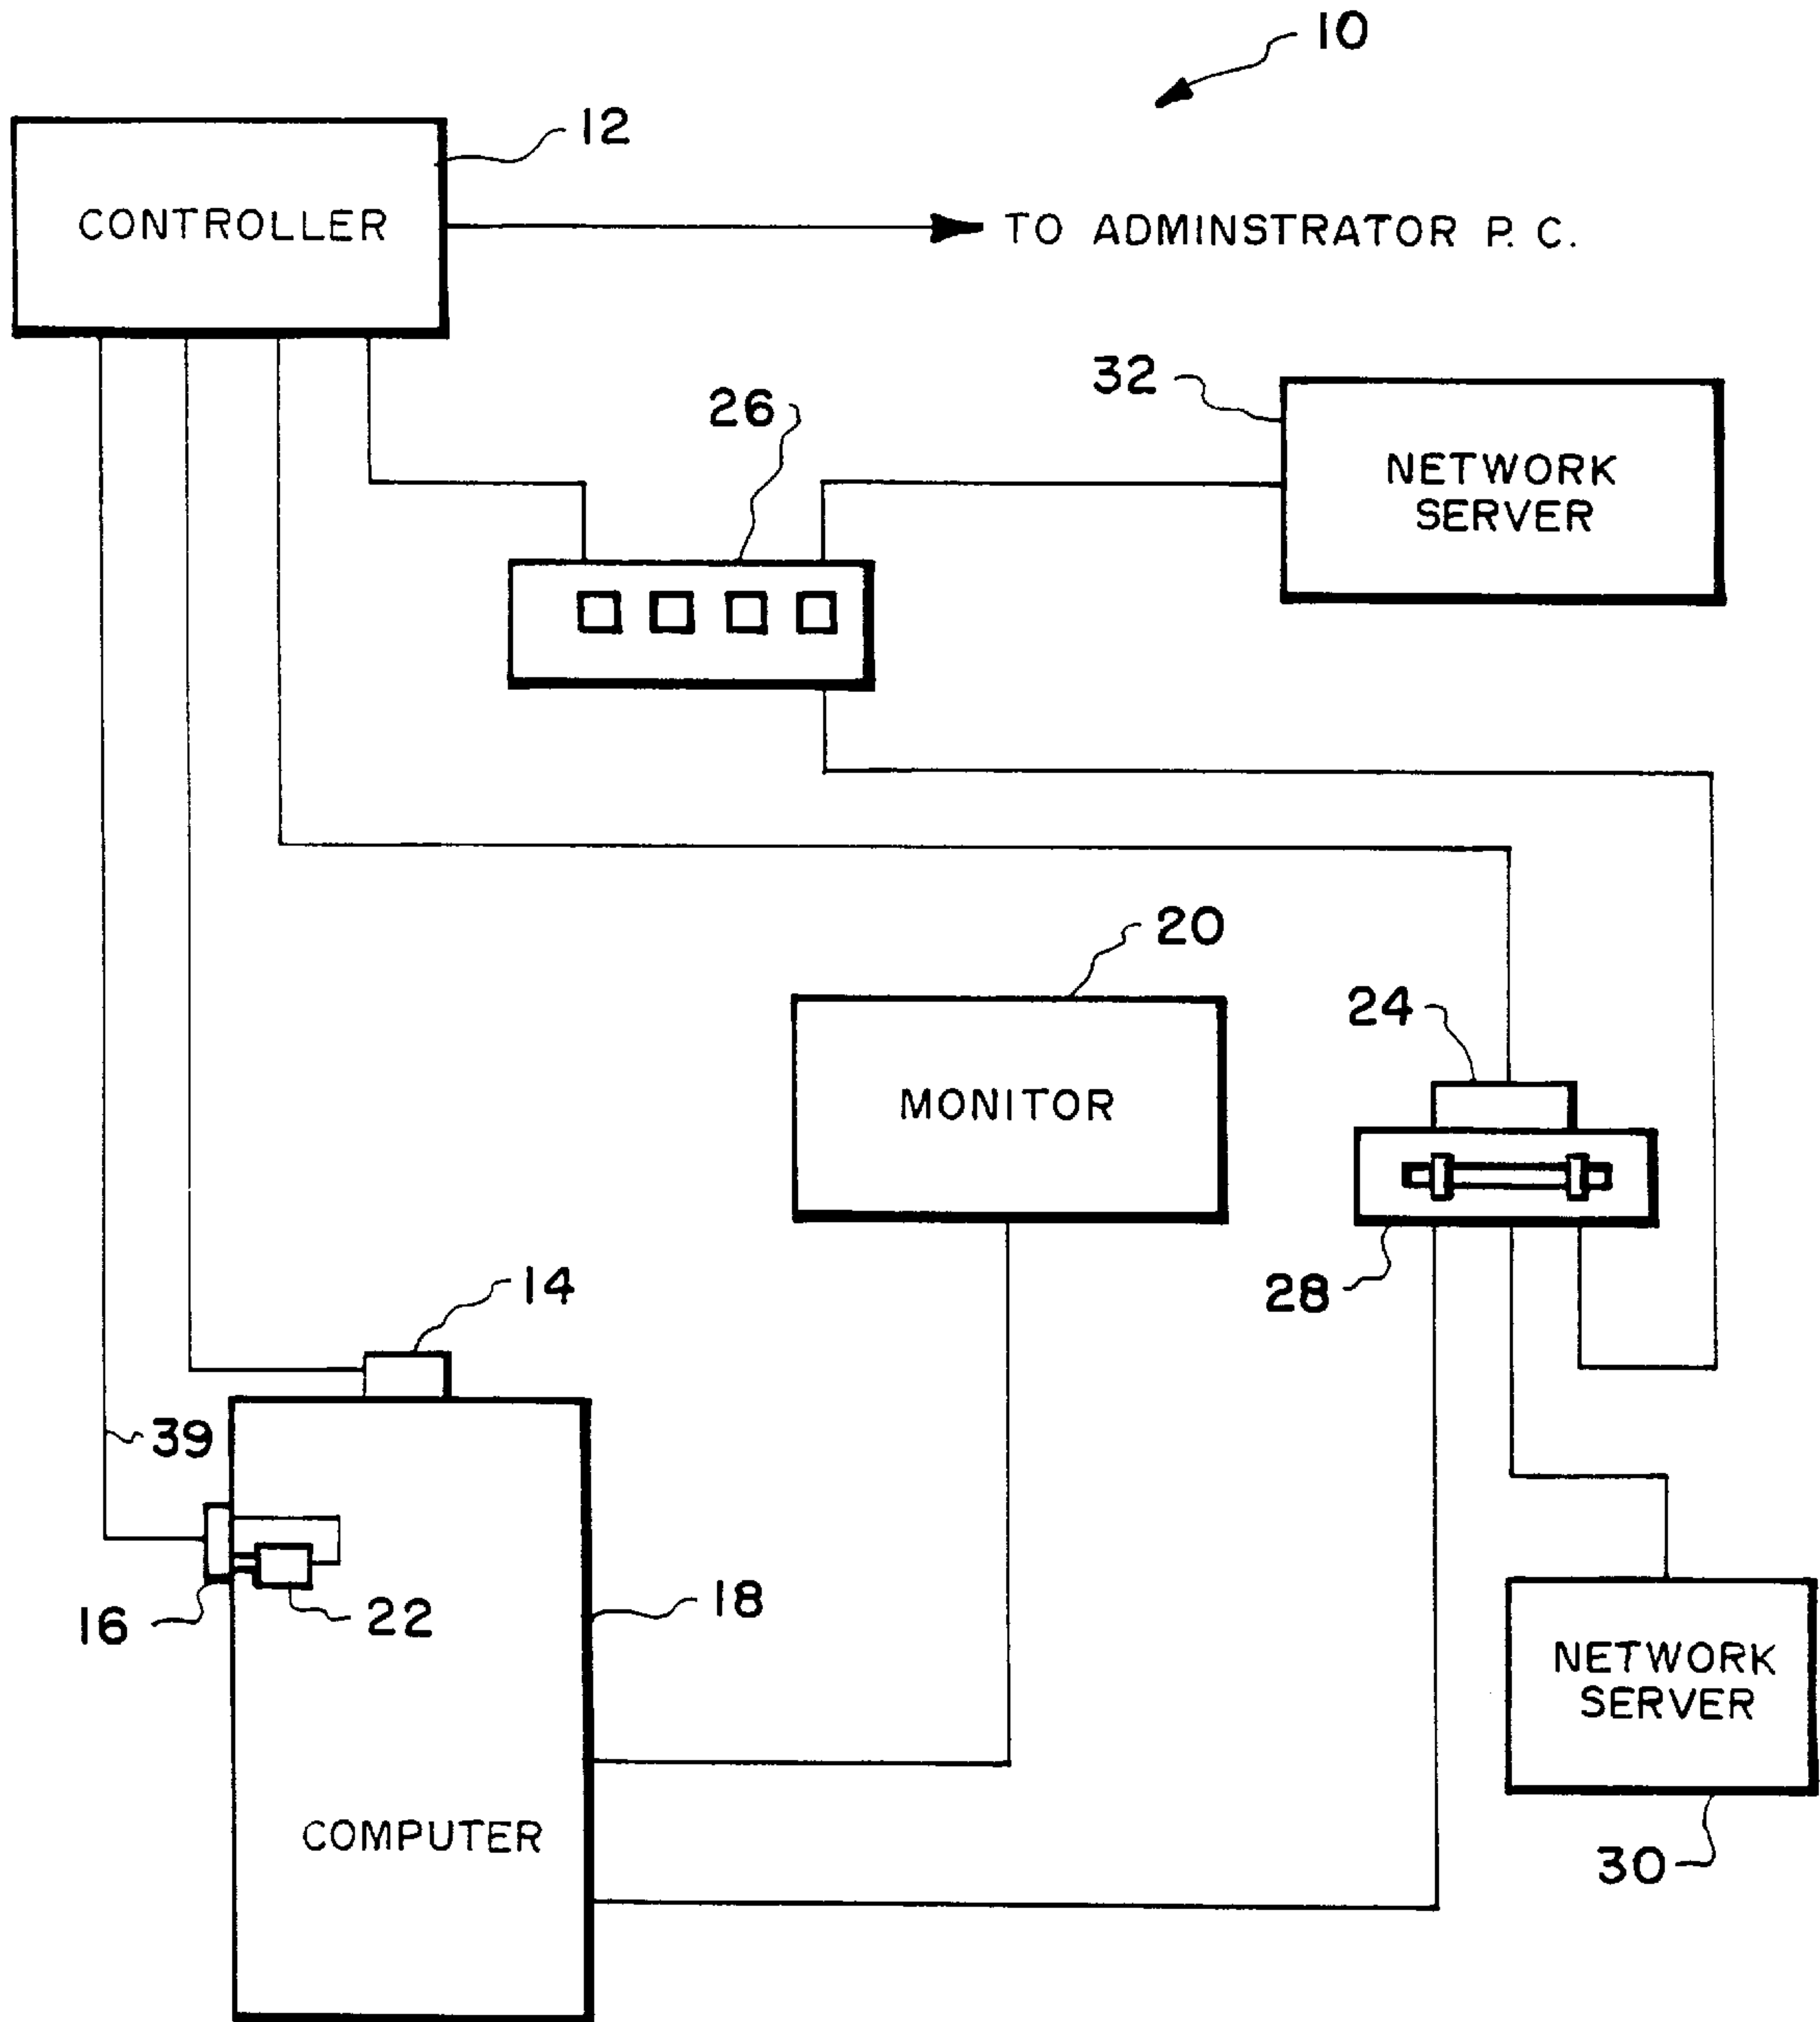 10
12
CONTROLLER
TO ADMINSTRATOR P. C.
32
26
NETWORK
SERVER
20
24
MONITOR
28
14
39
16
22
18
NETWORK
SERVER
COMPUTER
30